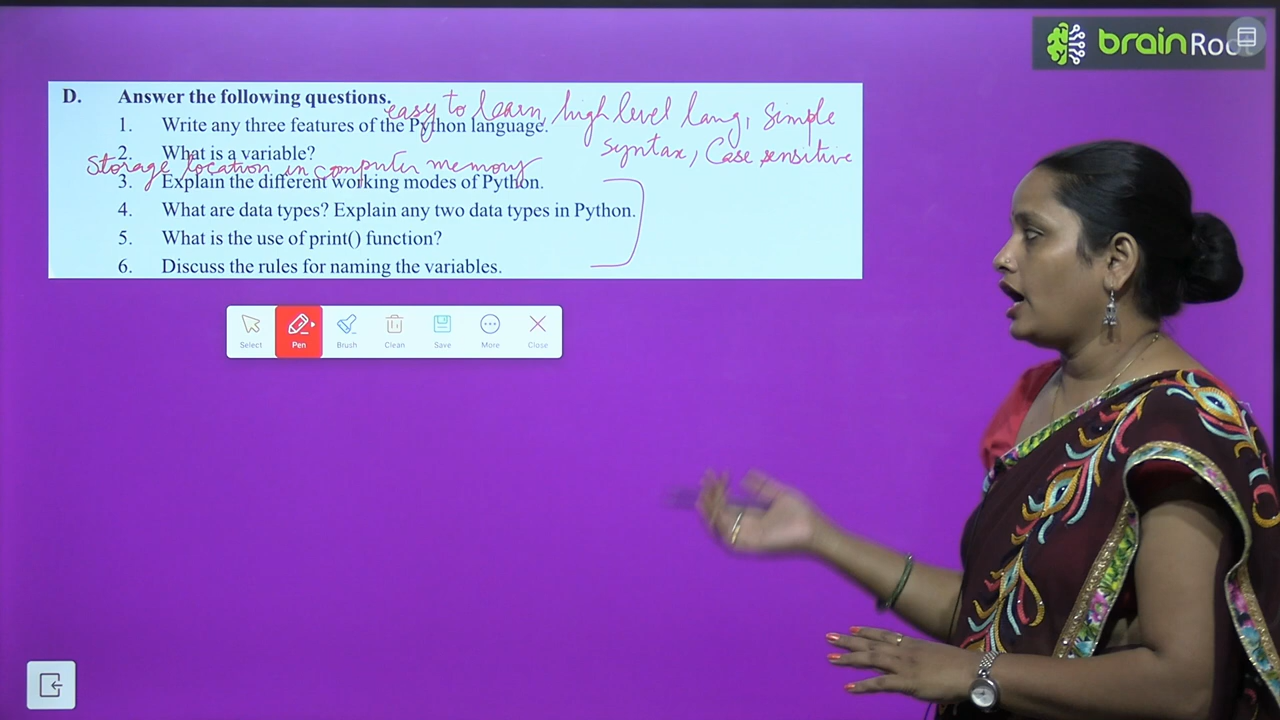 brainRoot
D. Answer the following questions.
easy to learn, high level lang, Simple
1. Write any three features of the Python language.
syntax, Case sensitive
2. What is a variable?
Storage location in computer memory
3. Explain the different working modes of Python.
4. What are data types? Explain any two data types in Python.
5. What is the use of print() function?
6. Discuss the rules for naming the variables.
Select Pen Brush Clean Save More Close